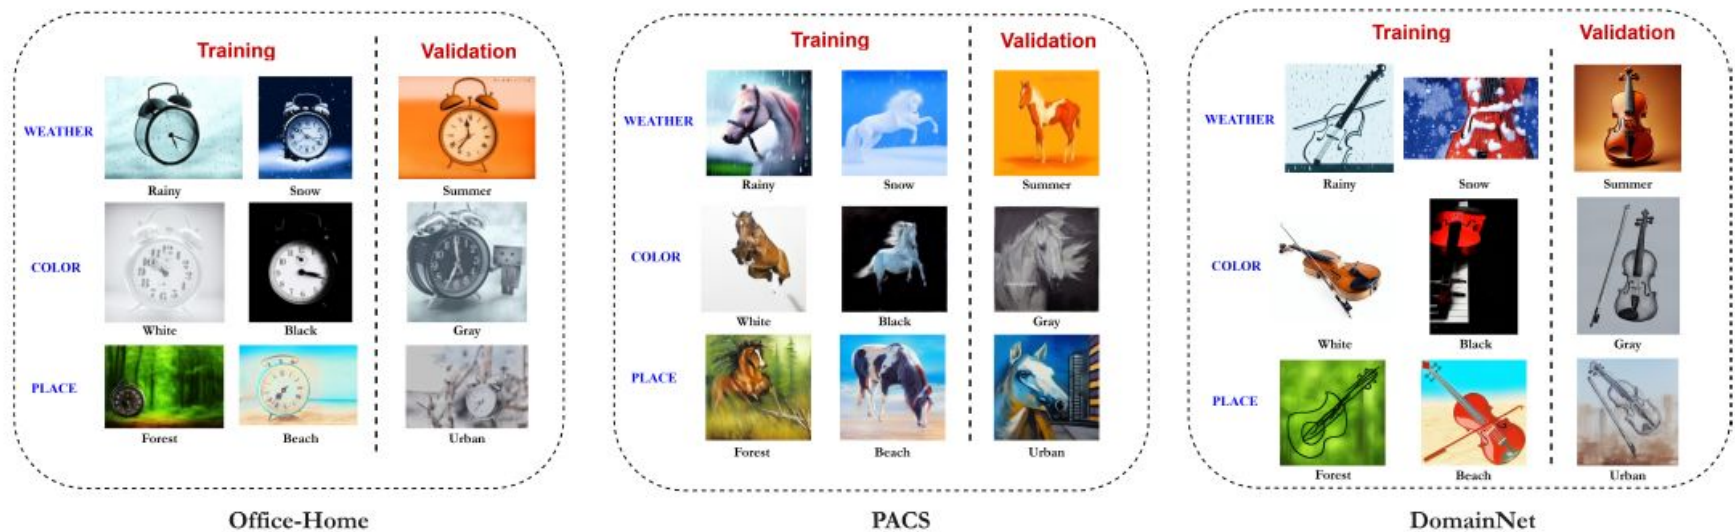 Training
Validation
WEATHER
Rainy
Snow
Summer
COLOR
White
Black
Gray
PLACE
Forest
Beach
Urban
Office-Home
Training
Validation
WEATHER
Rainy
Snow
Summer
COLOR
White
Black
Gray
PLACE
Forest
Beach
Urban
PACS
Training
Validation
WEATHER
Rainy
Snow
Summer
COLOR
White
Black
Gray
PLACE
Forest
Beach
Urban
DomainNet